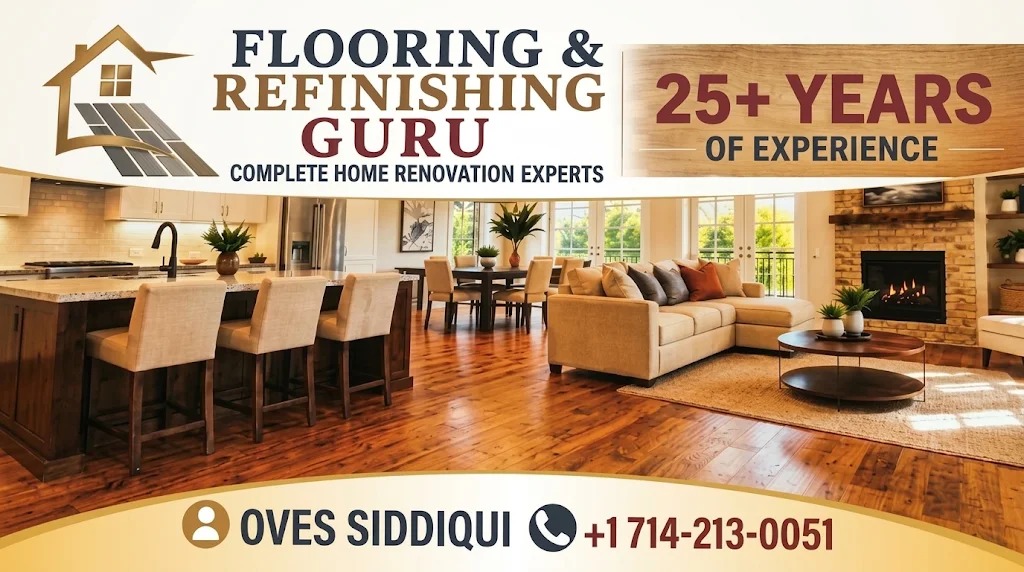 FLOORING &
REFINISHING
GURU
COMPLETE HOME RENOVATION EXPERTS
25+ YEARS
OF EXPERIENCE
OVES SIDDIQUI
+1 714-213-0051